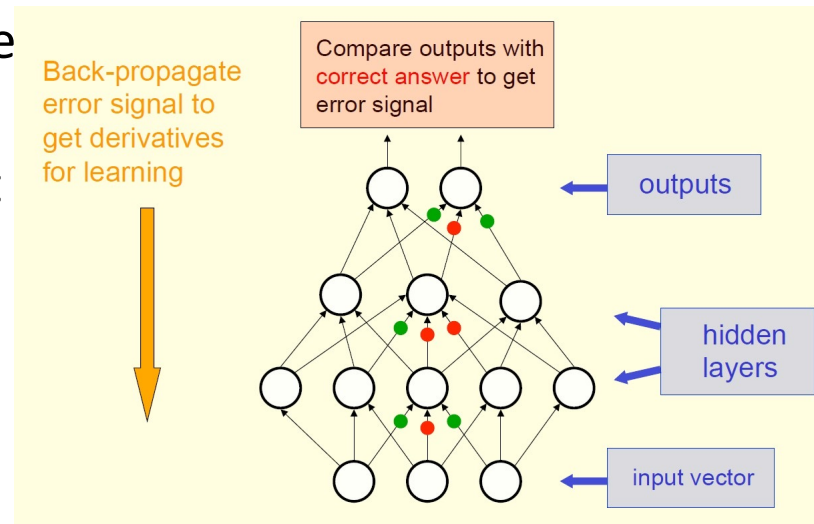 e
Back-propagate
error signal to
get derivatives
for learning
Compare outputs with
correct answer to get
error signal
outputs
hidden
layers
input vector